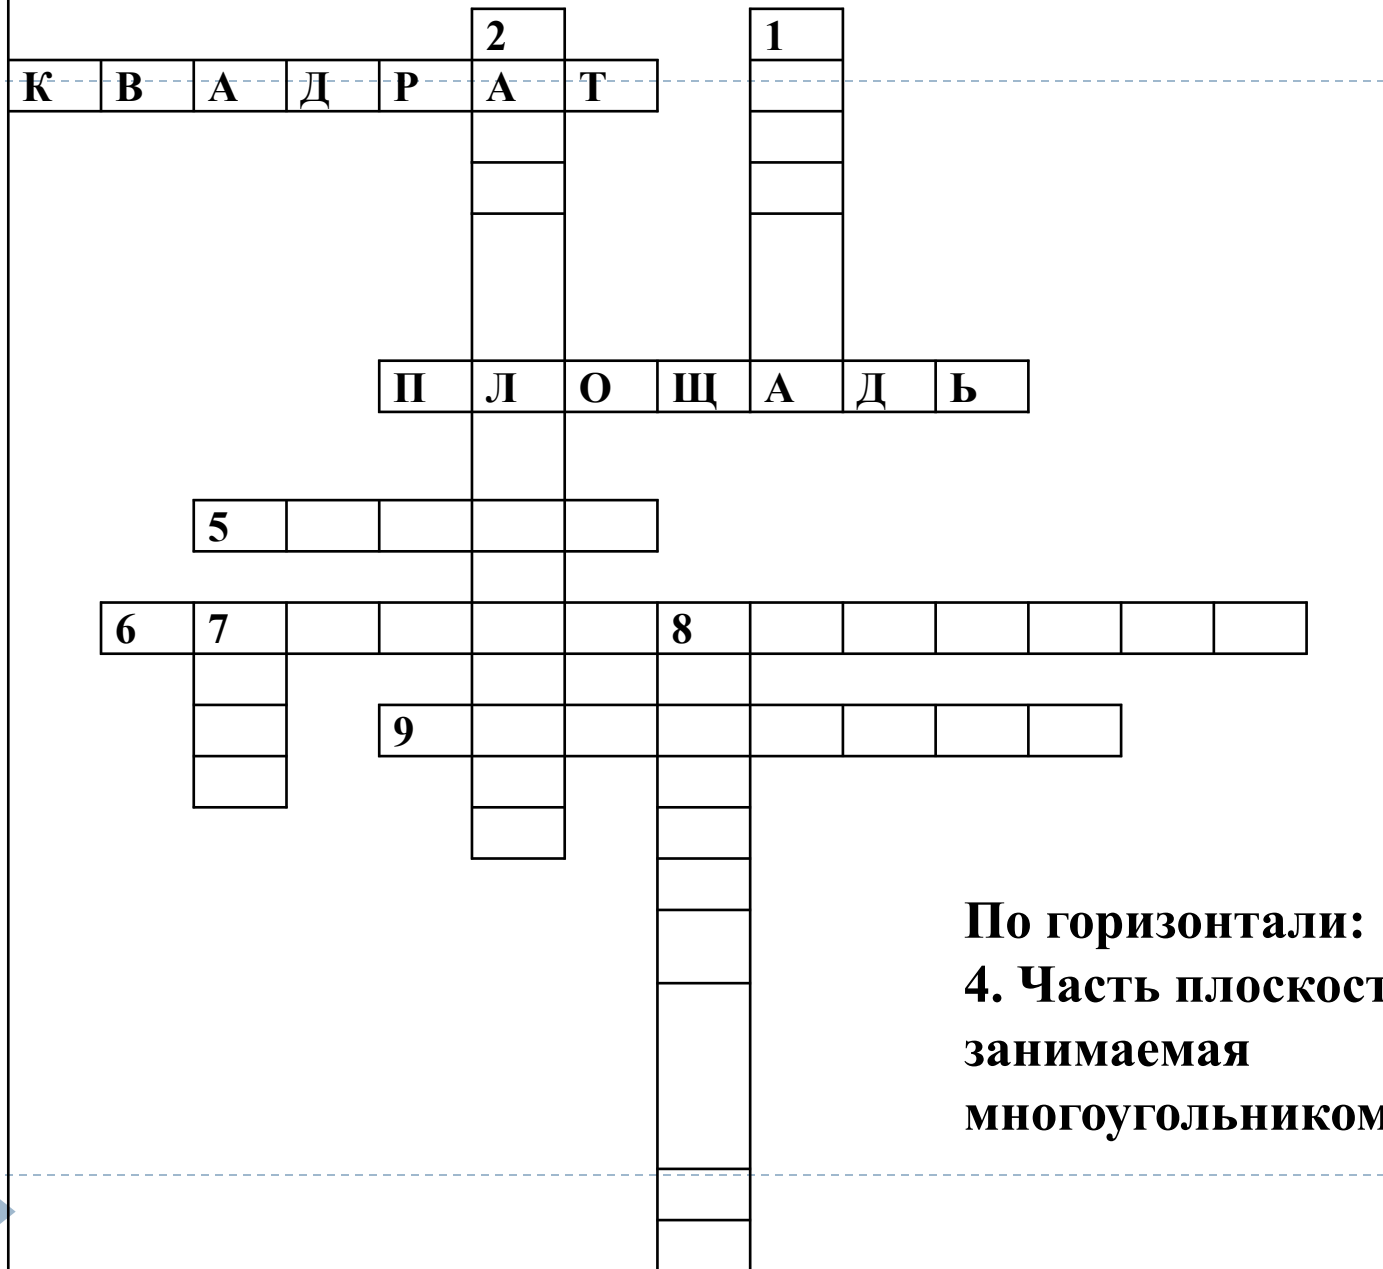 2 1
К В А Д Р А Т
П Л О Щ А Д Ь
5
6 7 8
9
По горизонтали:
4. Часть плоскост
занимаемая
многоугольником